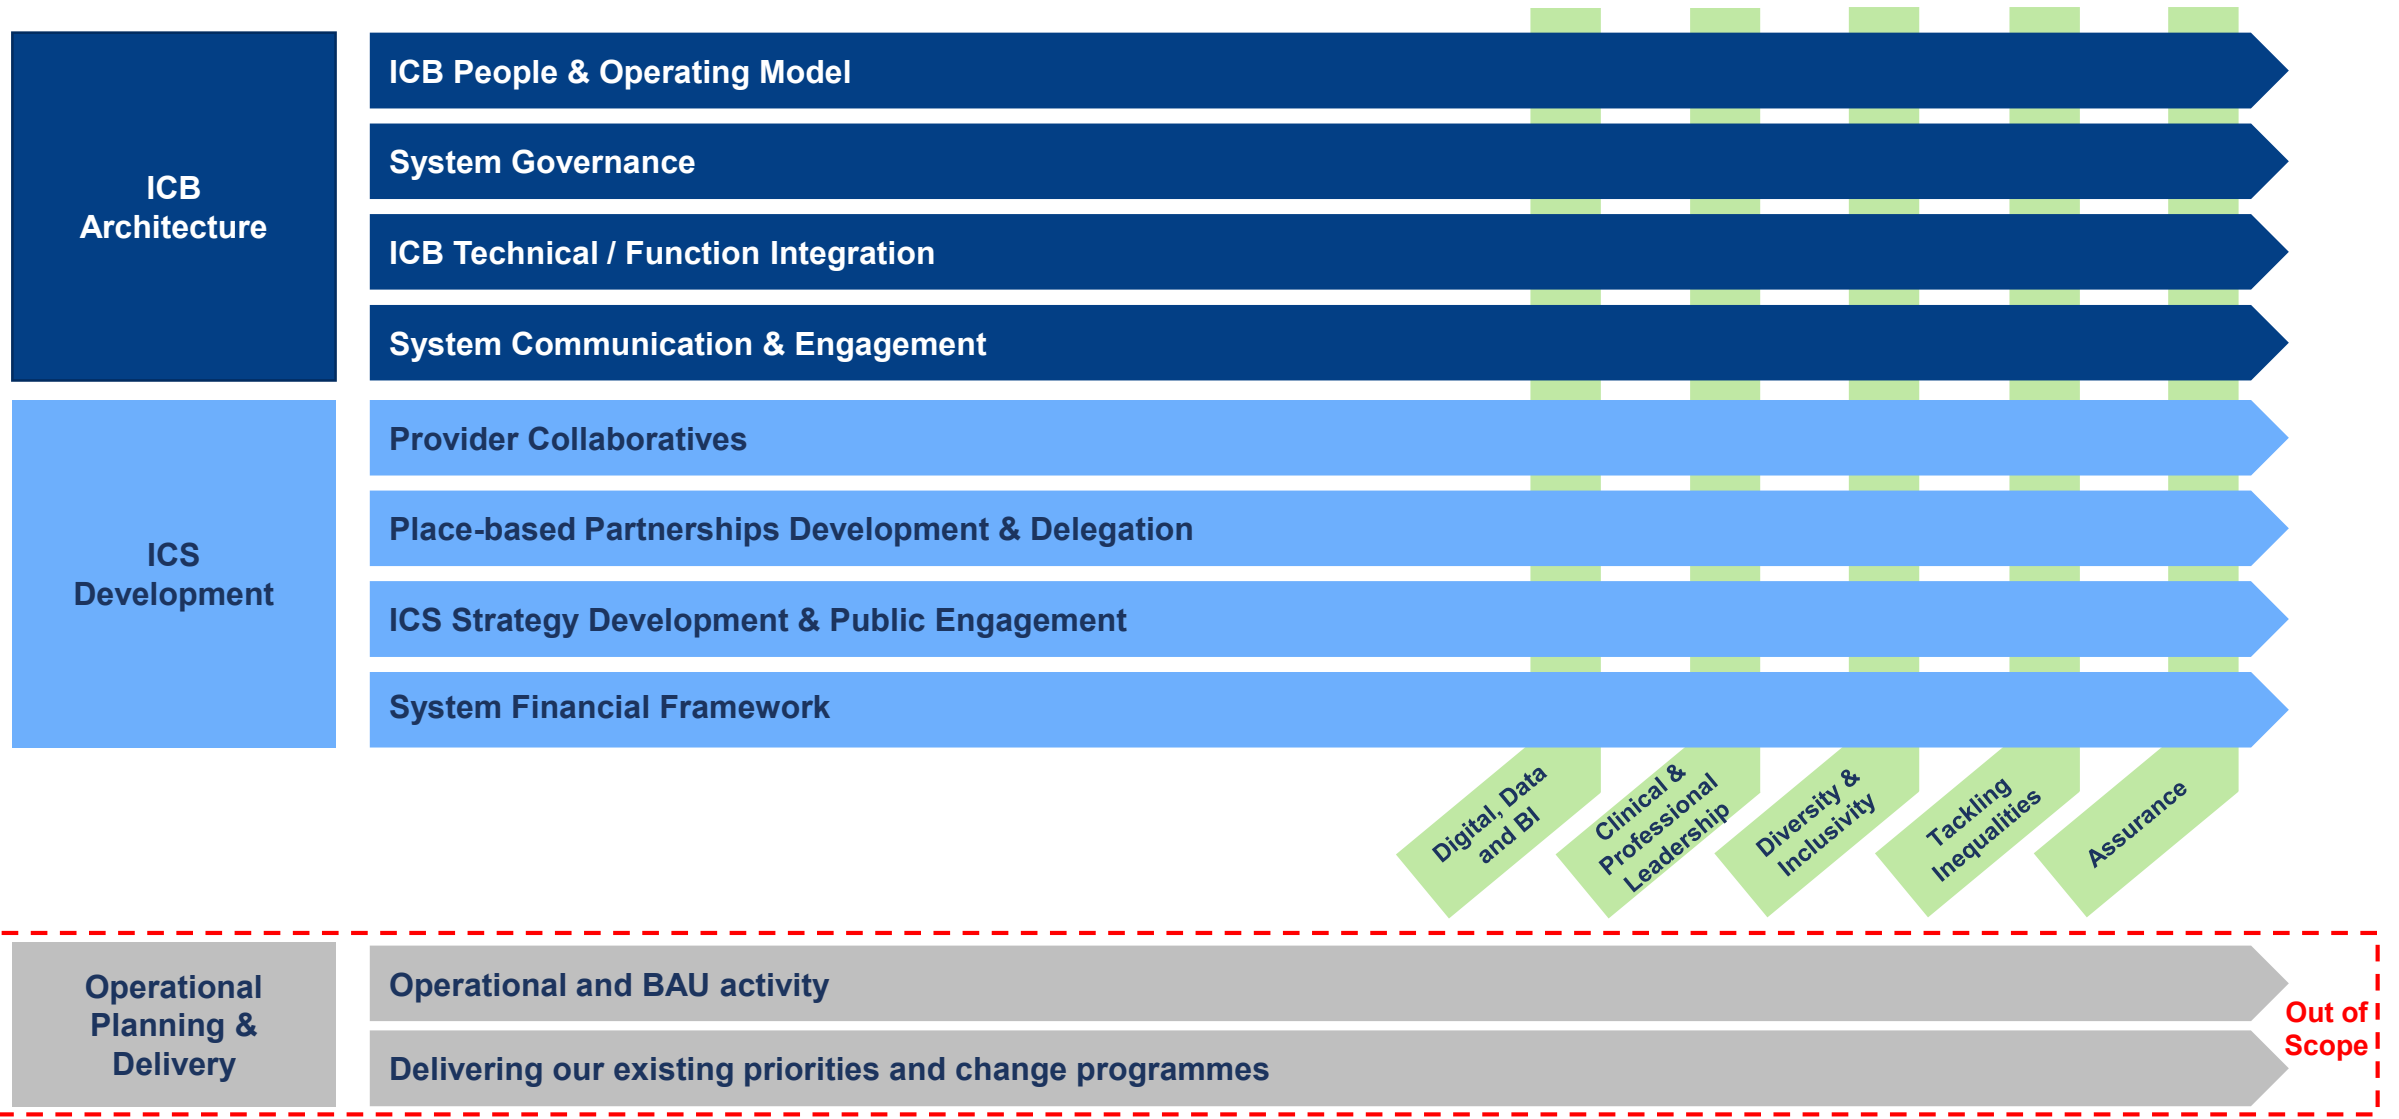 ICB
Architecture
ICB People & Operating Model
System Governance
ICB Technical / Function Integration
System Communication & Engagement
ICS
Development
Provider Collaboratives
Place-based Partnerships Development & Delegation
ICS Strategy Development & Public Engagement
System Financial Framework
Digital, Data
and BI
Clinical &
Professional
Leadership
Diversity &
Inclusivity
Tackling
Inequalities
Assurance
Operational
Planning &
Delivery
Operational and BAU activity
Delivering our existing priorities and change programmes
Out of
Scope